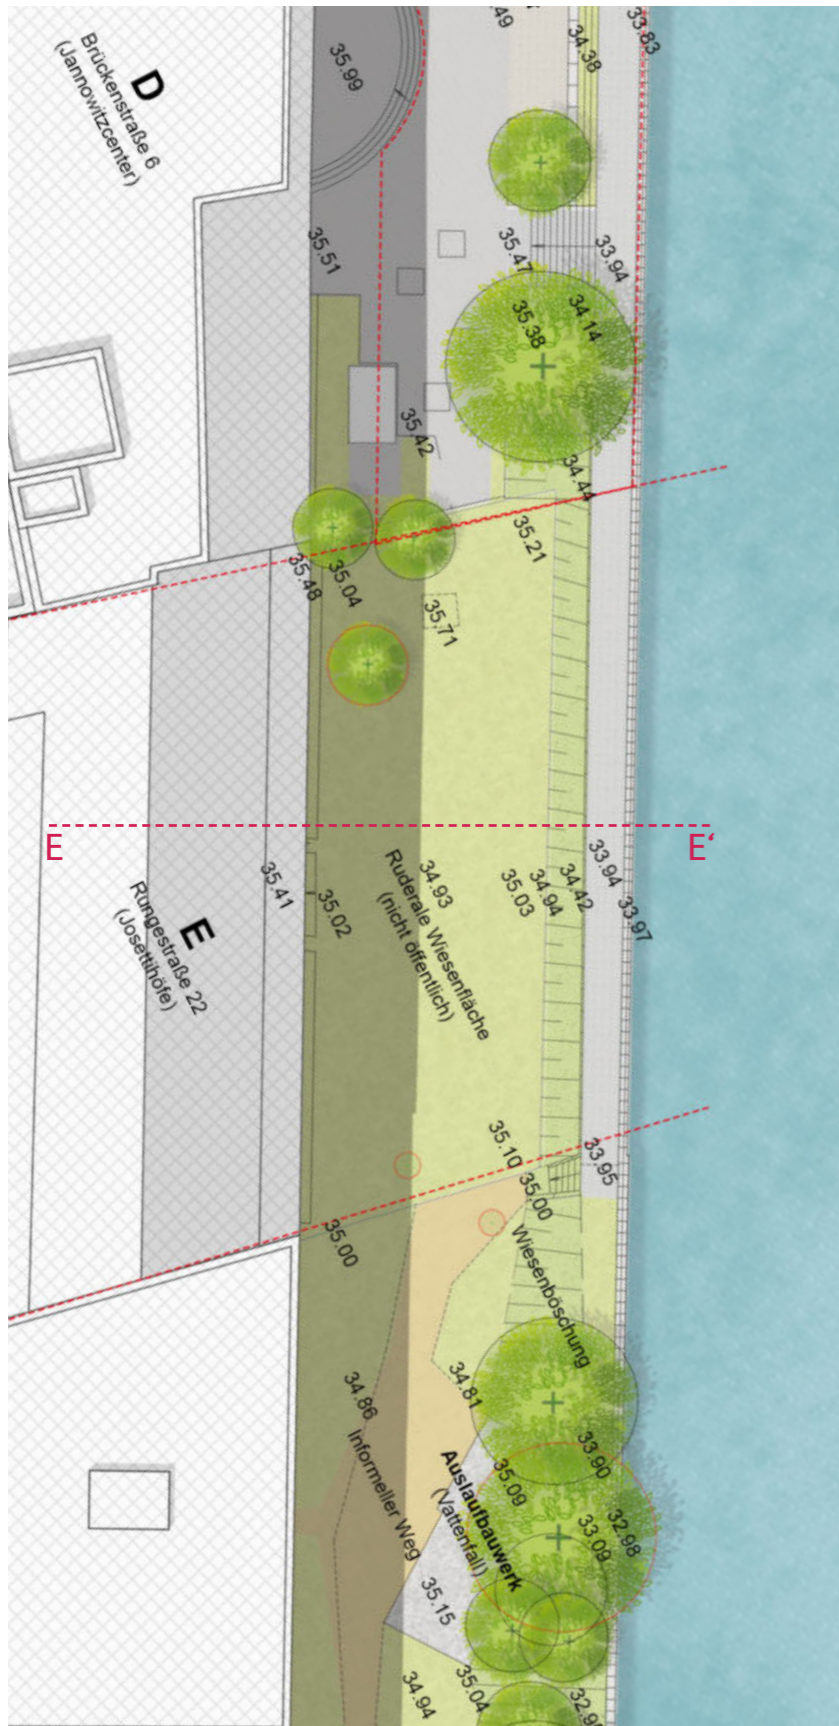 .49
34.38
33.83
35.99
D
Brückenstraße 6
(Jannowitzcenter)
35.51
35.47
33.94
35.38
34.14
35.42
34.44
35.21
35.48
35.04
35.71
E
E‘
35.41
35.02
34.93
Ruderale Wiesenfläche
(nicht öffentlich)
35.03
34.94
34.42
33.94
33.97
E
Rungestraße 22
(Josettihöfe)
35.10
33.95
35.00
35.00
Wiesenböschung
34.86
34.81
Informeller Weg
Auslaufbauwerk
(Vattenfall)
35.09
33.90
33.09
32.98
35.15
34.94
35.04